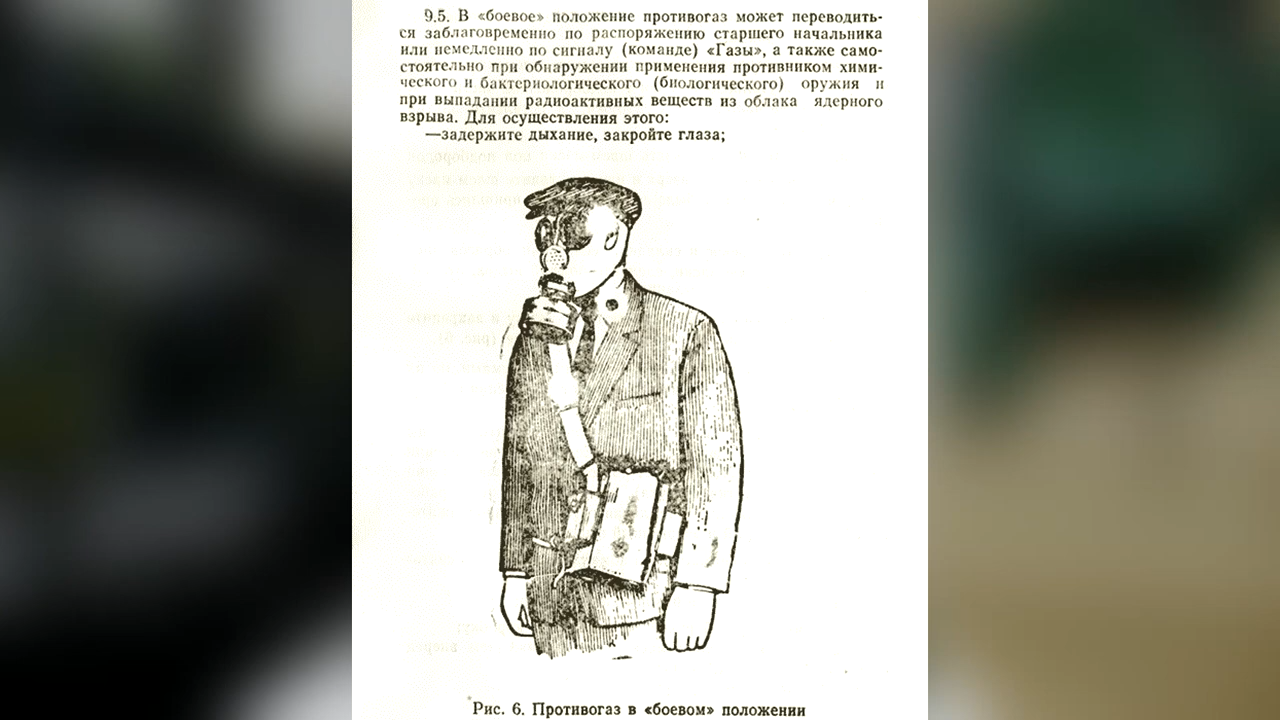 9.5. В «боевое» положение противогаз может переводить-
ся заблаговременно по распоряжению старшего начальника
или немедленно по сигналу (команде) «Газы», а также само-
стоятельно при обнаружении применения противником хими-
ческого и бактериологического (биологического) оружия и
при выпадании радиоактивных веществ из облака ядерного
взрыва. Для осуществления этого:
—задержите дыхание, закройте глаза;
Рис. 6. Противогаз в «боевом» положении